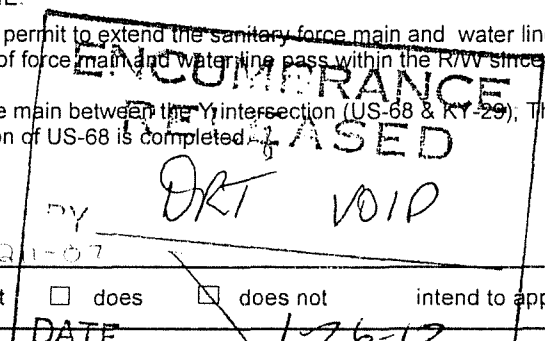 permit to extend the sanitary force main and water lin
of force main and water line pass within the R/W since
ENCUMBRANCE
e main between the Y intersection (US-68 & KY-29); Th
on of US-68 is completed.
RELEASED
DRT VOID
BY
☐ does ☒ does not intend to app
DATE 1-26-12